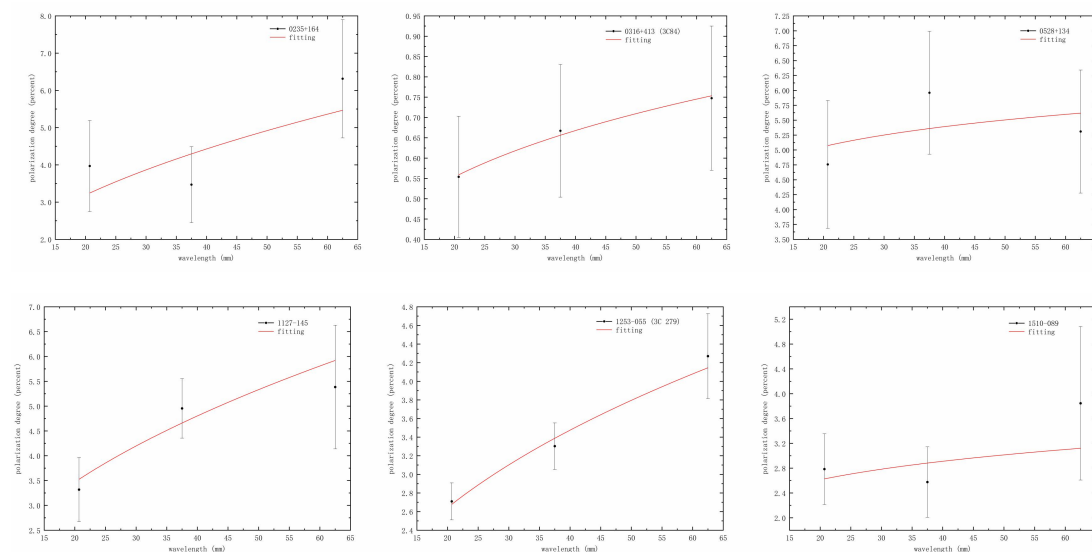 8.0
7.0
6.0
5.0
4.0
3.0
2.0
15 20 25 30 35 40 45 50 55 60 65
polarization degree (percent)
wavelength (mm)
0235+164
fitting
0.95
0.90
0.85
0.80
0.75
0.70
0.65
0.60
0.55
0.50
0.45
0.40
15 20 25 30 35 40 45 50 55 60 65
polarization degree (percent)
wavelength (mm)
0316+413 (3C84)
fitting
7.25
7.00
6.75
6.50
6.25
6.00
5.75
5.50
5.25
5.00
4.75
4.50
4.25
4.00
3.75
3.50
15 20 25 30 35 40 45 50 55 60
polarization degree (percent)
wavelength (mm)
0528+134
fitting
7.0
6.5
6.0
5.5
5.0
4.5
4.0
3.5
3.0
2.5
15 20 25 30 35 40 45 50 55 60 65
polarization degree (percent)
wavelength (mm)
1127-145
fitting
4.8
4.6
4.4
4.2
4.0
3.8
3.6
3.4
3.2
3.0
2.8
2.6
2.4
15 20 25 30 35 40 45 50 55 60 65
polarization degree (percent)
wavelength (mm)
1253-055 (3C 279)
fitting
5.2
4.8
4.4
4.0
3.6
3.2
2.8
2.4
2.0
15 20 25 30 35 40 45 50 55 60
polarization degree (percent)
wavelength (mm)
1510-089
fitting